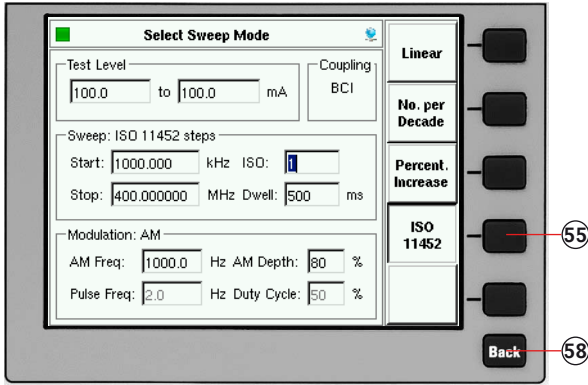 Select Sweep Mode
Test Level
100.0 to 100.0 mA
Coupling
BCI
Sweep: ISO 11452 steps
Start: 1000.000 kHz ISO: 1
Stop: 400.000000 MHz Dwell: 500 ms
Modulation: AM
AM Freq: 1000.0 Hz AM Depth: 80 %
Pulse Freq: 2.0 Hz Duty Cycle: 50 %
Linear
No. per
Decade
Percent.
Increase
ISO
11452
55
Back
58